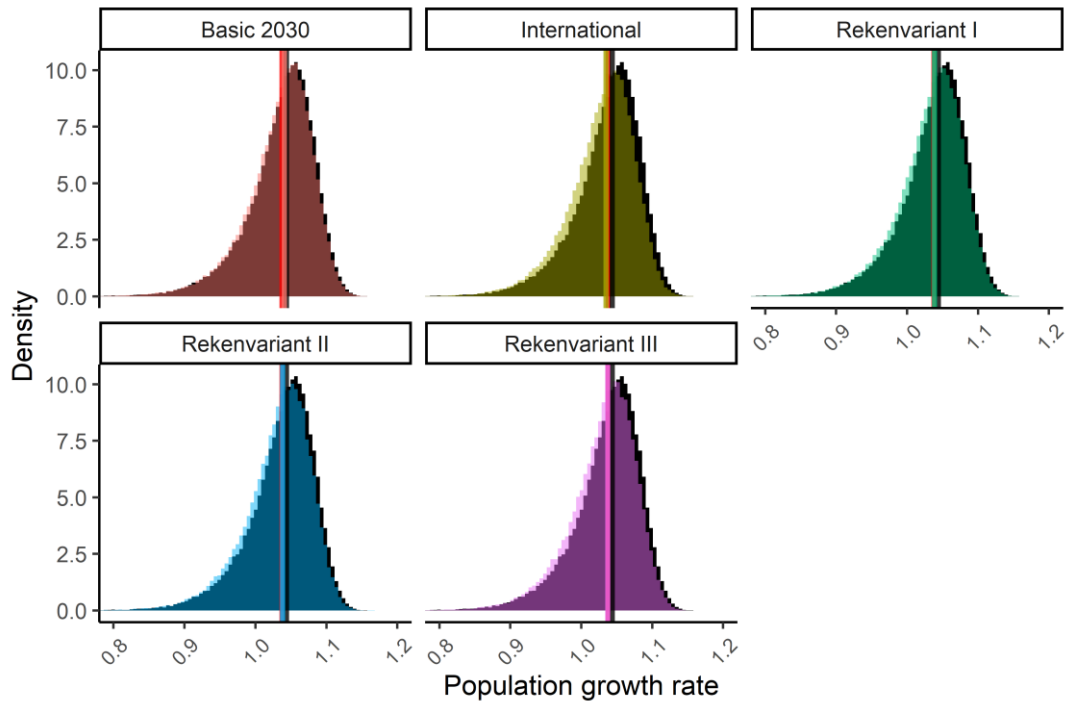 Basic 2030
International
Rekenvariant I
10.0
7.5
5.0
2.5
0.0
0.8 0.9 1.0 1.1 1.2
Rekenvariant II
Rekenvariant III
10.0
7.5
5.0
2.5
0.0
0.8 0.9 1.0 1.1 1.2
0.8 0.9 1.0 1.1 1.2
Density
Population growth rate